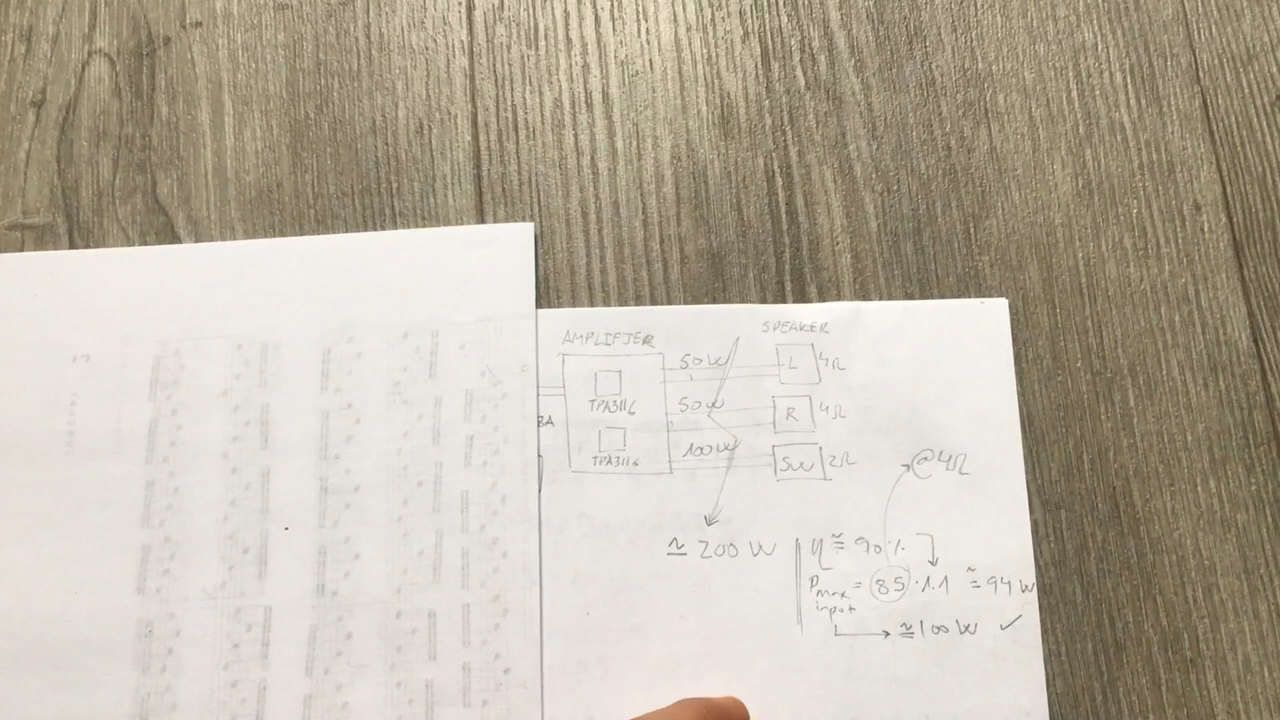 AMPLIFIER
SPEAKER
50W
L
4Ω
TPA3116
50W
R
4Ω
8A
100W
TPA3116
SW
2Ω
@4Ω
≃ 200 W
η ≅ 90%
Pmax input = 85 · 1.1 ≅ 94 W
≅ 100 W ✓